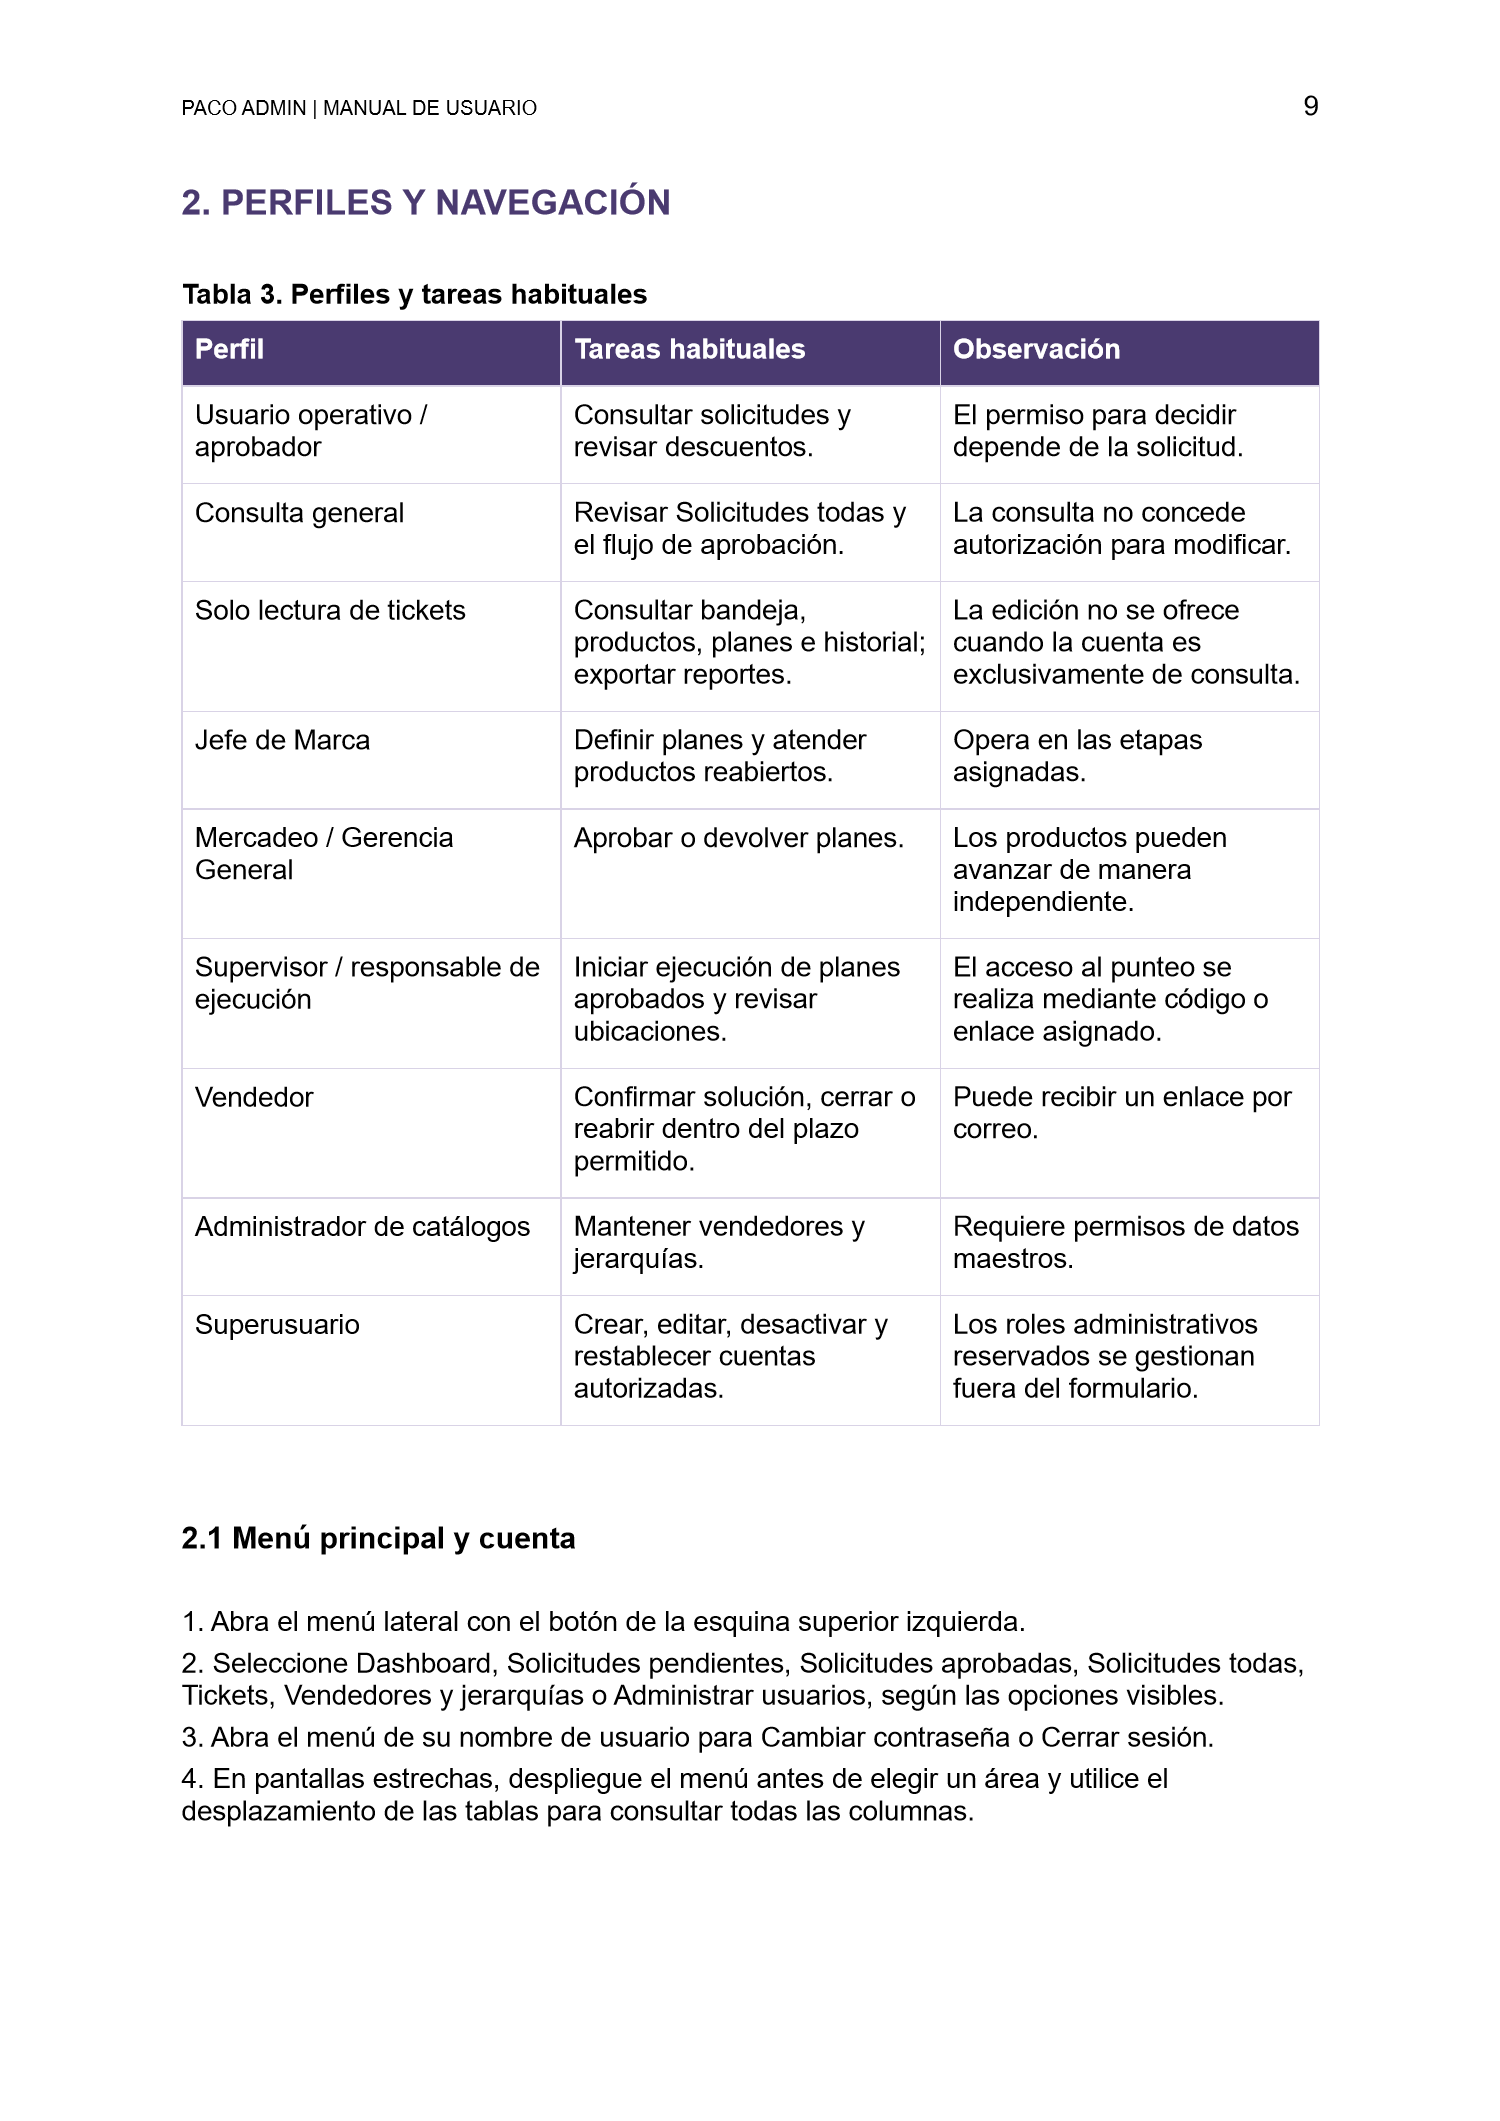 PACO ADMIN | MANUAL DE USUARIO
9
2. PERFILES Y NAVEGACIÓN
Tabla 3. Perfiles y tareas habituales
Perfil
Tareas habituales
Observación
Usuario operativo /
aprobador
Consultar solicitudes y
revisar descuentos.
El permiso para decidir
depende de la solicitud.
Consulta general
Revisar Solicitudes todas y
el flujo de aprobación.
La consulta no concede
autorización para modificar.
Solo lectura de tickets
Consultar bandeja,
productos, planes e historial;
exportar reportes.
La edición no se ofrece
cuando la cuenta es
exclusivamente de consulta.
Jefe de Marca
Definir planes y atender
productos reabiertos.
Opera en las etapas
asignadas.
Mercadeo / Gerencia
General
Aprobar o devolver planes.
Los productos pueden
avanzar de manera
independiente.
Supervisor / responsable de
ejecución
Iniciar ejecución de planes
aprobados y revisar
ubicaciones.
El acceso al punteo se
realiza mediante código o
enlace asignado.
Vendedor
Confirmar solución, cerrar o
reabrir dentro del plazo
permitido.
Puede recibir un enlace por
correo.
Administrador de catálogos
Mantener vendedores y
jerarquías.
Requiere permisos de datos
maestros.
Superusuario
Crear, editar, desactivar y
restablecer cuentas
autorizadas.
Los roles administrativos
reservados se gestionan
fuera del formulario.
2.1 Menú principal y cuenta
1. Abra el menú lateral con el botón de la esquina superior izquierda.
2. Seleccione Dashboard, Solicitudes pendientes, Solicitudes aprobadas, Solicitudes todas,
Tickets, Vendedores y jerarquías o Administrar usuarios, según las opciones visibles.
3. Abra el menú de su nombre de usuario para Cambiar contraseña o Cerrar sesión.
4. En pantallas estrechas, despliegue el menú antes de elegir un área y utilice el
desplazamiento de las tablas para consultar todas las columnas.